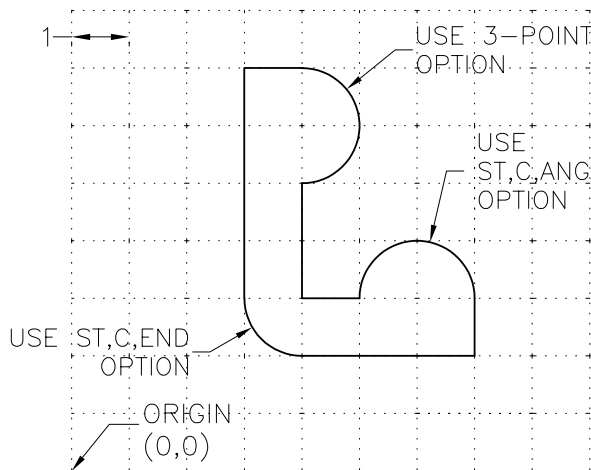 1
USE 3-POINT
OPTION
USE
ST,C,ANG
OPTION
USE ST,C,END
OPTION
ORIGIN
(0,0)